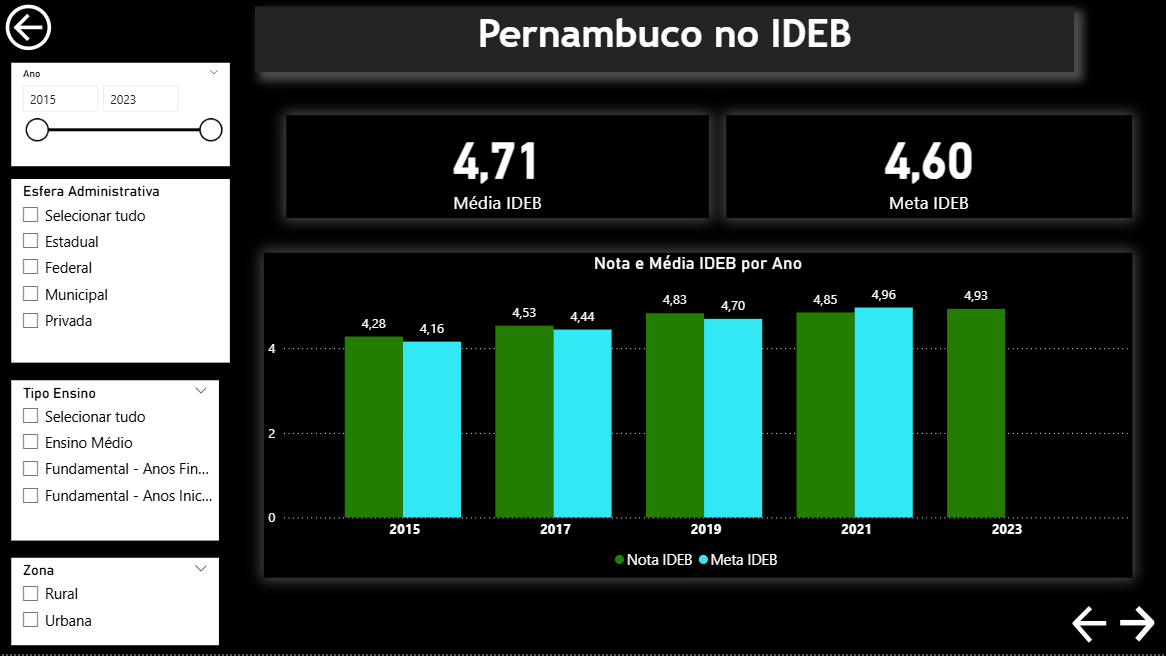 Pernambuco no IDEB
Ano
2015 2023
Esfera Administrativa
Selecionar tudo
Estadual
Federal
Municipal
Privada
Tipo Ensino
Selecionar tudo
Ensino Médio
Fundamental - Anos Fin...
Fundamental - Anos Inic...
Zona
Rural
Urbana
4,71
Média IDEB
4,60
Meta IDEB
Nota e Média IDEB por Ano
4,28 4,16 4,53 4,44 4,83 4,70 4,85 4,96 4,93
4
2
0
2015 2017 2019 2021 2023
Nota IDEB Meta IDEB